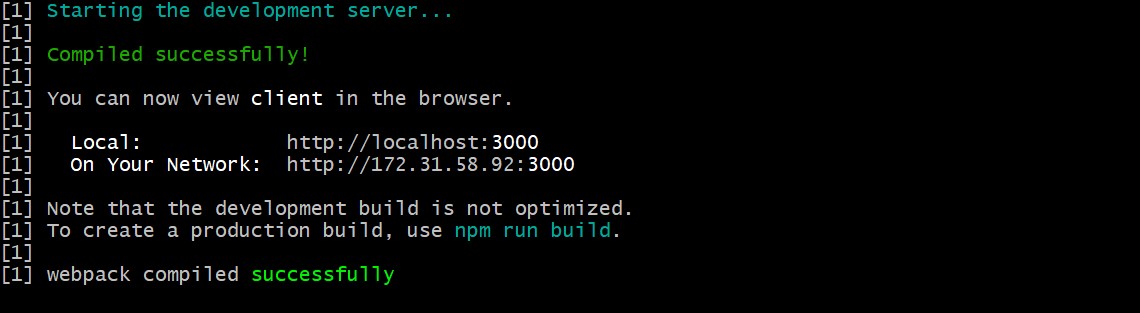 [1] Starting the development server...
[1]
[1] Compiled successfully!
[1]
[1] You can now view client in the browser.
[1]
[1]   Local:            http://localhost:3000
[1]   On Your Network:  http://172.31.58.92:3000
[1]
[1] Note that the development build is not optimized.
[1] To create a production build, use npm run build.
[1]
[1] webpack compiled successfully